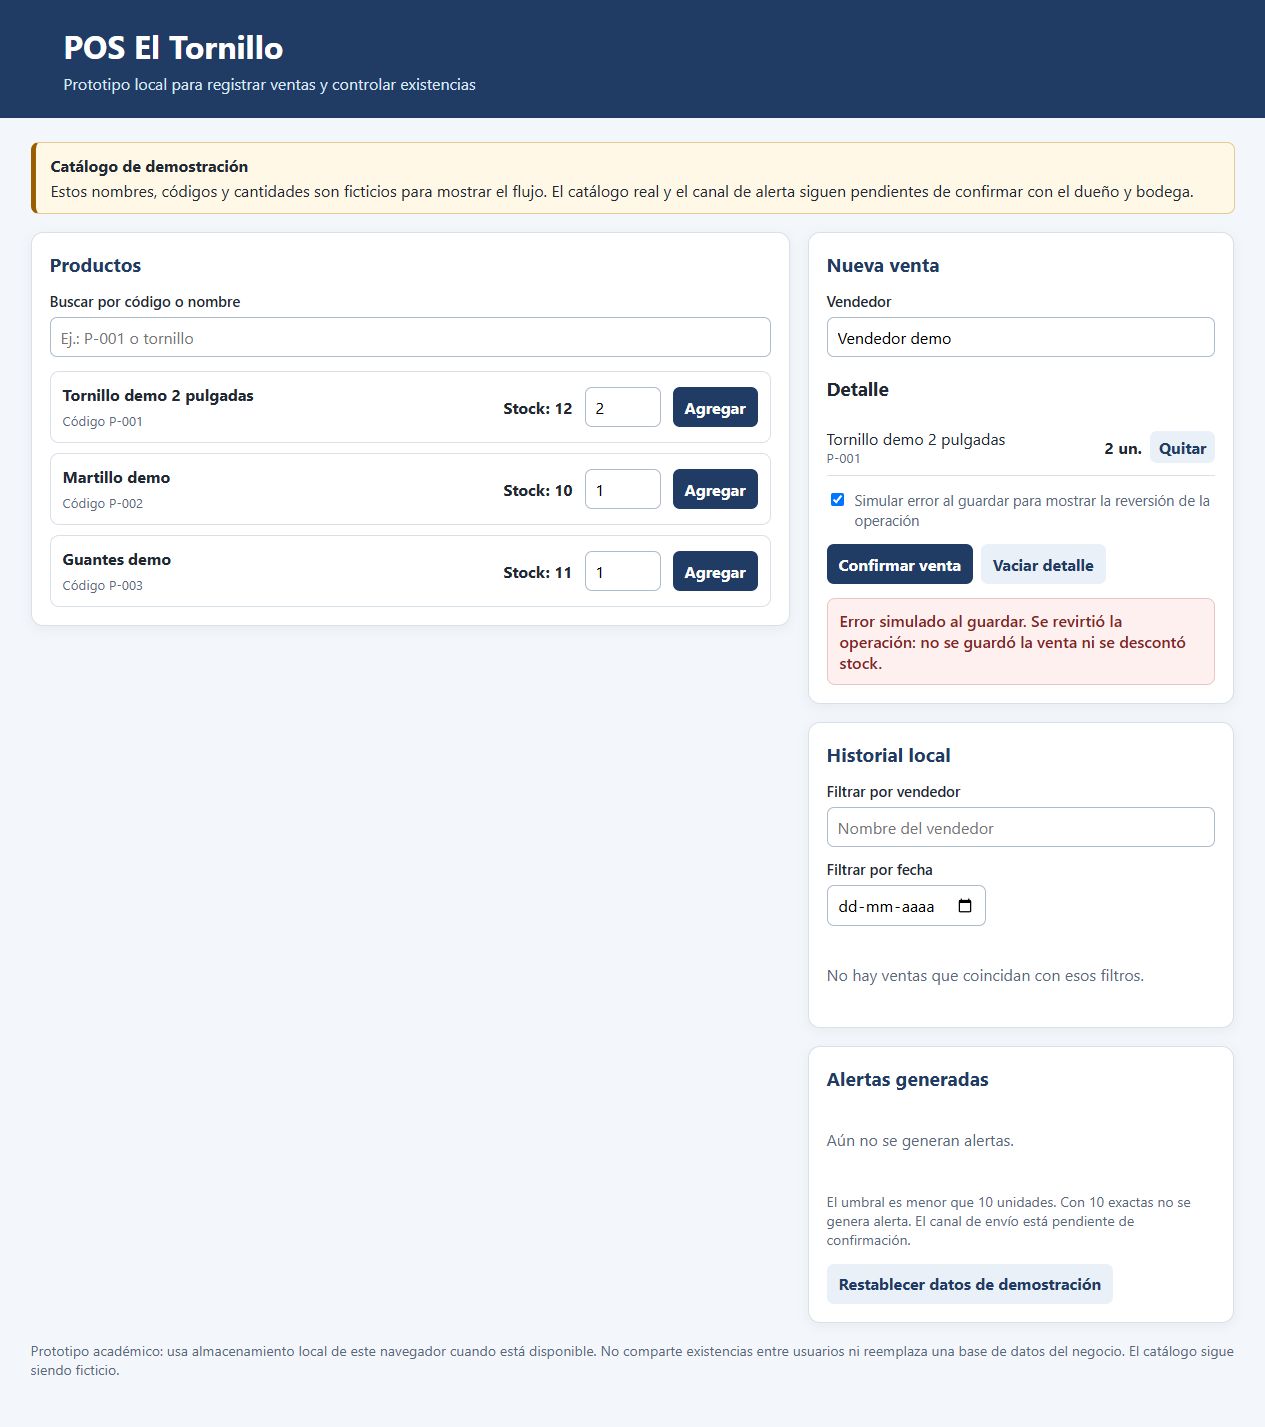 POS El Tornillo
Prototipo local para registrar ventas y controlar existencias
Catálogo de demostración
Estos nombres, códigos y cantidades son ficticios para mostrar el flujo. El catálogo real y el canal de alerta siguen pendientes de confirmar con el dueño y bodega.
Productos
Buscar por código o nombre
Ej.: P-001 o tornillo
Tornillo demo 2 pulgadas
Código P-001
Stock: 12
2
Agregar
Martillo demo
Código P-002
Stock: 10
1
Agregar
Guantes demo
Código P-003
Stock: 11
1
Agregar
Nueva venta
Vendedor
Vendedor demo
Detalle
Tornillo demo 2 pulgadas
P-001
2 un.
Quitar
Simular error al guardar para mostrar la reversión de la
operación
Confirmar venta
Vaciar detalle
Error simulado al guardar. Se revirtió la
operación: no se guardó la venta ni se descontó
stock.
Historial local
Filtrar por vendedor
Nombre del vendedor
Filtrar por fecha
dd-mm-aaaa
No hay ventas que coincidan con esos filtros.
Alertas generadas
Aún no se generan alertas.
El umbral es menor que 10 unidades. Con 10 exactas no se
genera alerta. El canal de envío está pendiente de
confirmación.
Restablecer datos de demostración
Prototipo académico: usa almacenamiento local de este navegador cuando está disponible. No comparte existencias entre usuarios ni reemplaza una base de datos del negocio. El catálogo sigue
siendo ficticio.